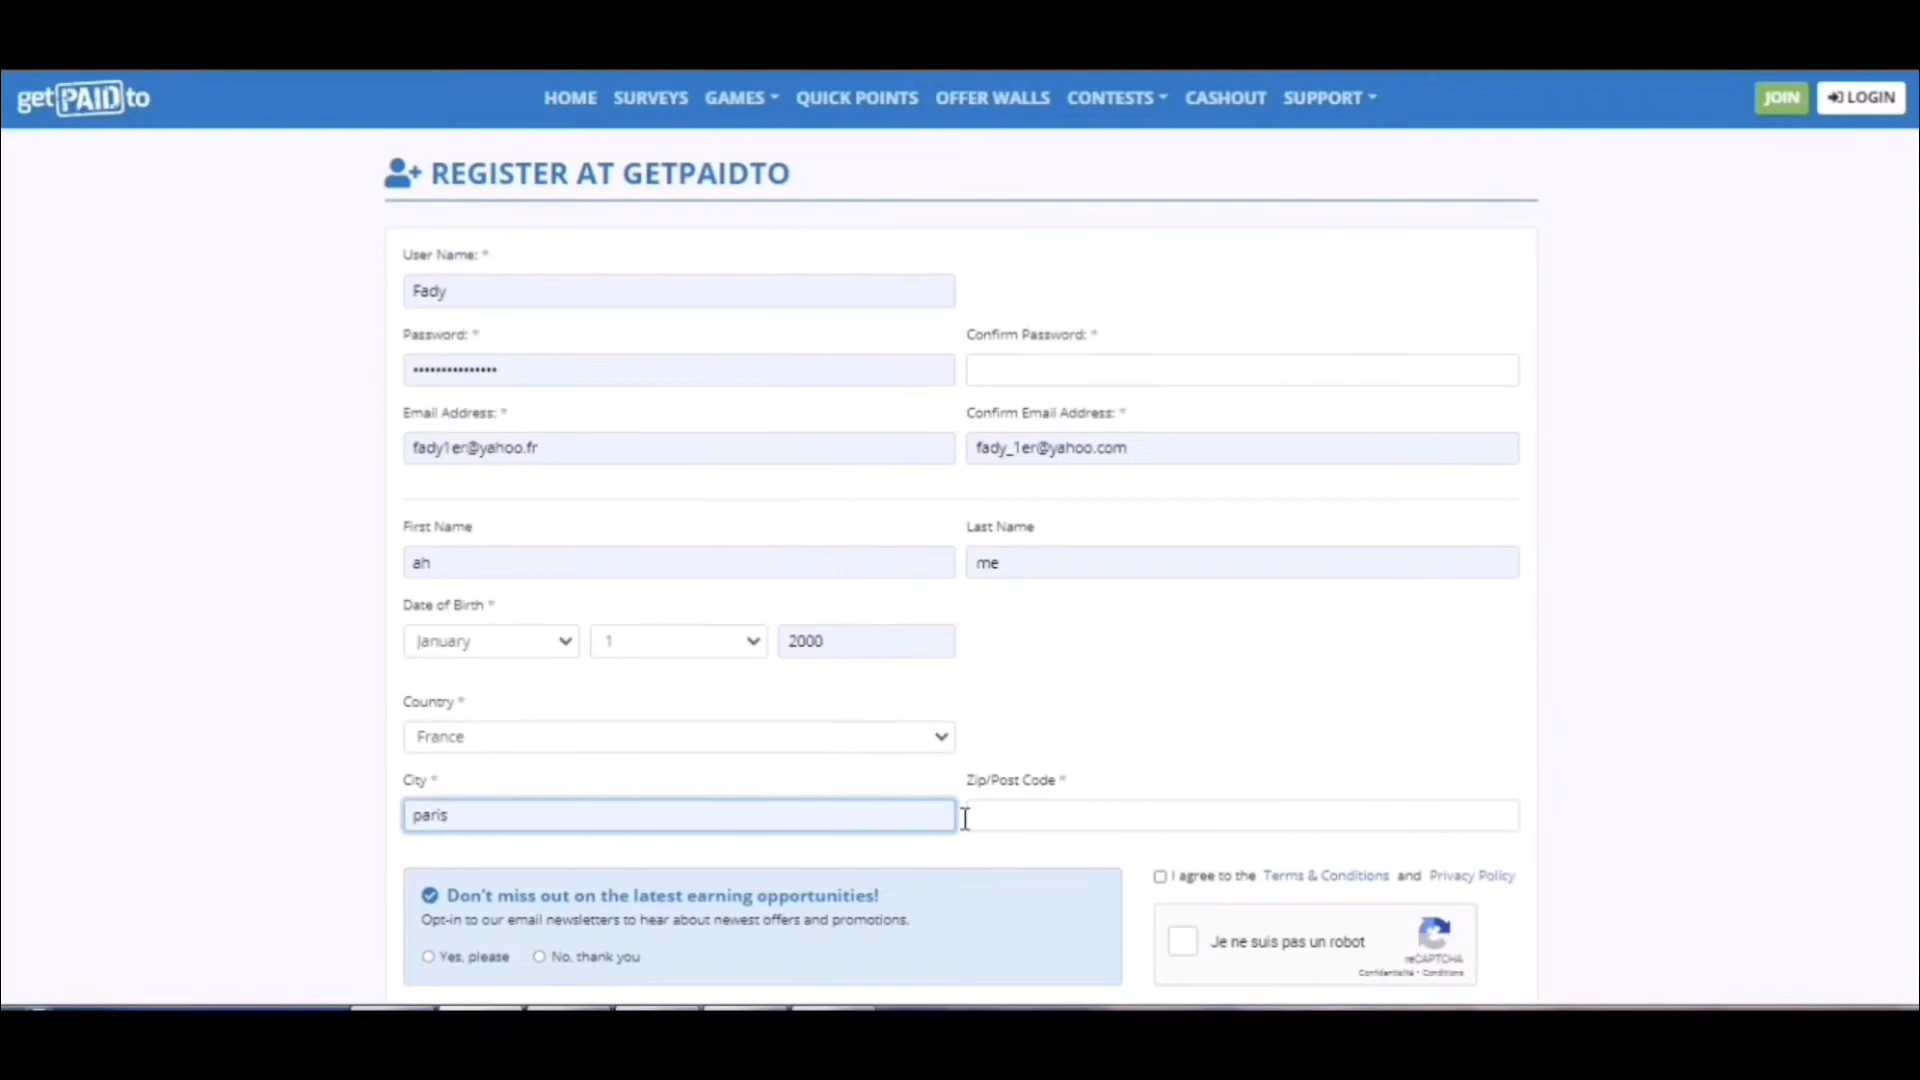 getPAIDto
HOME SURVEYS GAMES QUICK POINTS OFFER WALLS CONTESTS CASHOUT SUPPORT JOIN LOGIN
REGISTER AT GETPAIDTO
User Name: *
Fady
Password: * Confirm Password: *
•••••••••••••••
Email Address: * Confirm Email Address: *
fady1er@yahoo.fr fady_1er@yahoo.com
First Name Last Name
ah me
Date of Birth *
January 1 2000
Country *
France
City * Zip/Post Code *
paris
Don't miss out on the latest earning opportunities!
Opt-in to our email newsletters to hear about newest offers and promotions.
Yes, please No, thank you
I agree to the Terms & Conditions and Privacy Policy
Je ne suis pas un robot
reCAPTCHA
Confidentialité - Conditions